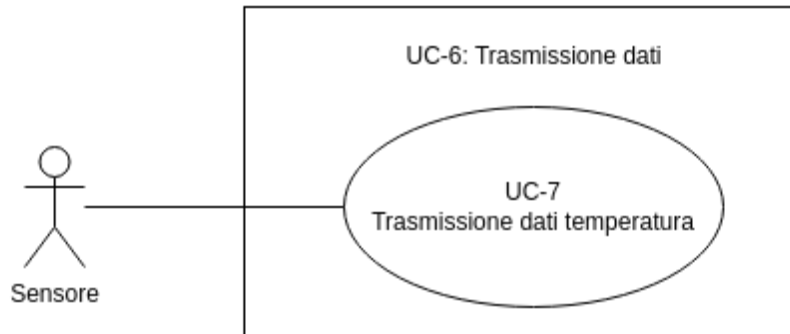 UC-6: Trasmissione dati
UC-7
Trasmissione dati temperatura
Sensore